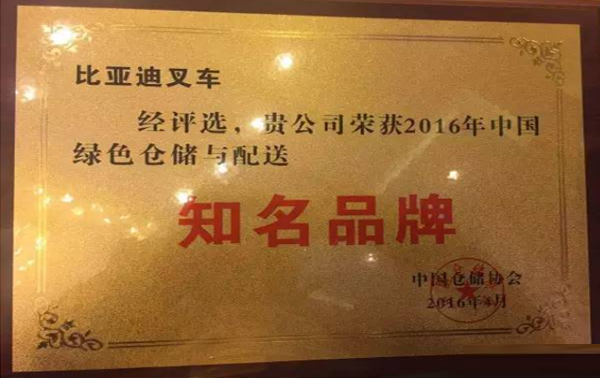 比亚迪叉车
经评选，贵公司荣获2016年中国
绿色仓储与配送
知名品牌
中国仓储协会
2016年4月